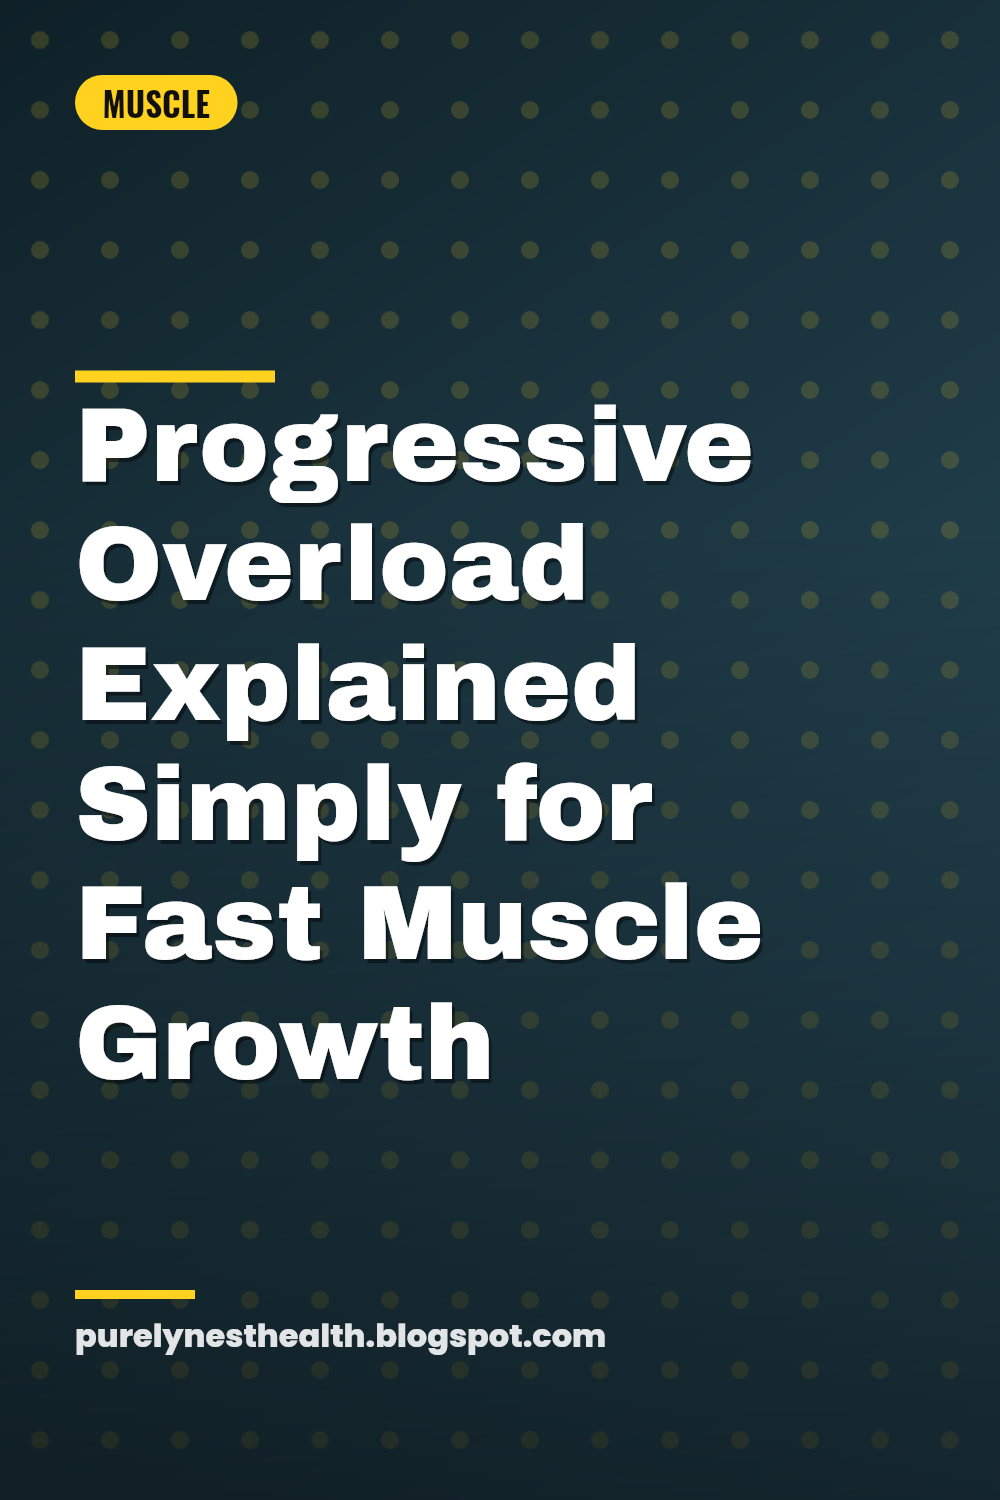 MUSCLE
Progressive
Overload
Explained
Simply for
Fast Muscle
Growth
purelynesthealth.blogspot.com